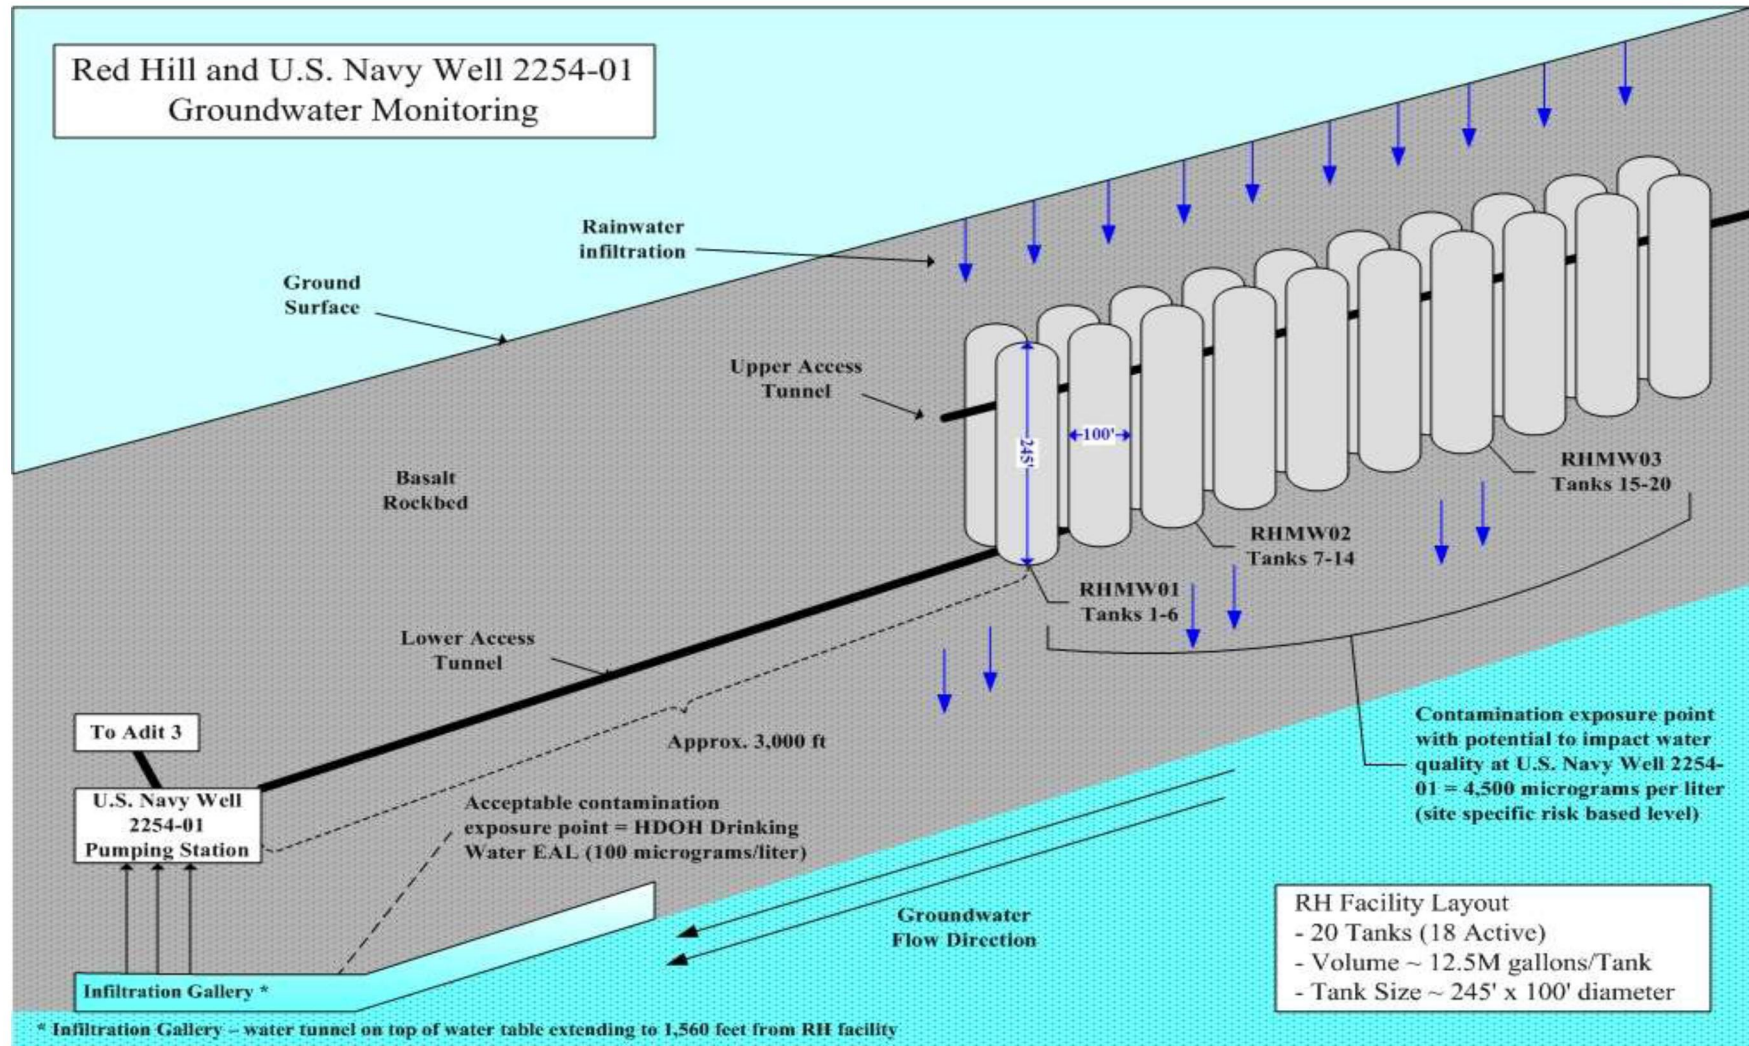 Red Hill and U.S. Navy Well 2254-01
Groundwater Monitoring
Rainwater
infiltration
Ground
Surface
Upper Access
Tunnel
245'
100'
Basalt
Rockbed
RHMW03
Tanks 15-20
RHMW02
Tanks 7-14
RHMW01
Tanks 1-6
Lower Access
Tunnel
To Adit 3
Approx. 3,000 ft
U.S. Navy Well
2254-01
Pumping Station
Acceptable contamination
exposure point = HDOH Drinking
Water EAL (100 micrograms/liter)
Contamination exposure point
with potential to impact water
quality at U.S. Navy Well 2254-
01 = 4,500 micrograms per liter
(site specific risk based level)
Groundwater
Flow Direction
RH Facility Layout
- 20 Tanks (18 Active)
- Volume ~ 12.5M gallons/Tank
- Tank Size ~ 245' x 100' diameter
Infiltration Gallery *
* Infiltration Gallery – water tunnel on top of water table extending to 1,560 feet from RH facility